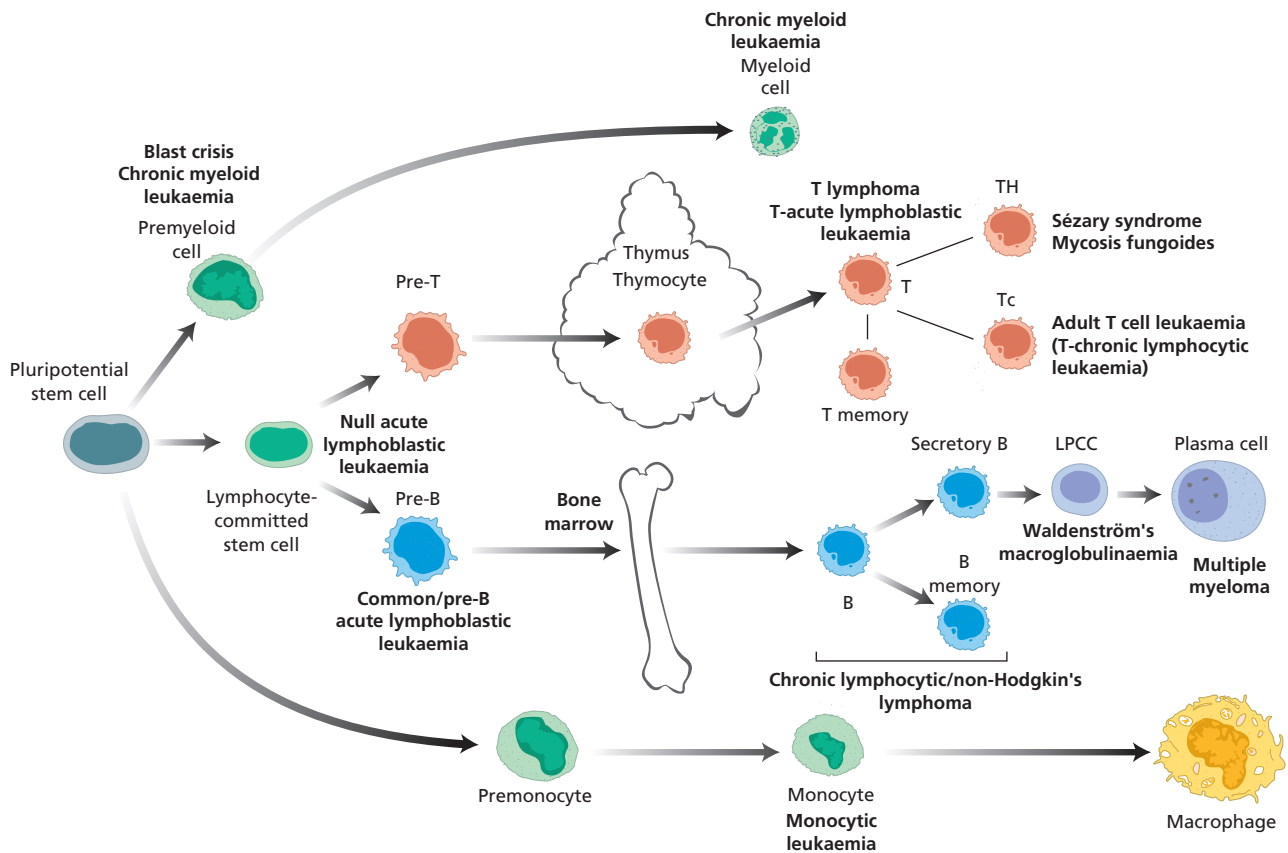 Chronic myeloid
leukaemia
Myeloid
cell
Blast crisis
Chronic myeloid
leukaemia
Premyeloid
cell
Pluripotential
stem cell
Lymphocyte-
committed
stem cell
Null acute
lymphoblastic
leukaemia
Pre-T
Thymus
Thymocyte
T lymphoma
T-acute lymphoblastic
leukaemia
T
TH
Sézary syndrome
Mycosis fungoides
Tc
Adult T cell leukaemia
(T-chronic lymphocytic
leukaemia)
T memory
Pre-B
Common/pre-B
acute lymphoblastic
leukaemia
Bone
marrow
B
Secretory B
B
memory
LPCC
Waldenström's
macroglobulinaemia
Plasma cell
Multiple
myeloma
Chronic lymphocytic/non-Hodgkin's
lymphoma
Premonocyte
Monocyte
Monocytic
leukaemia
Macrophage